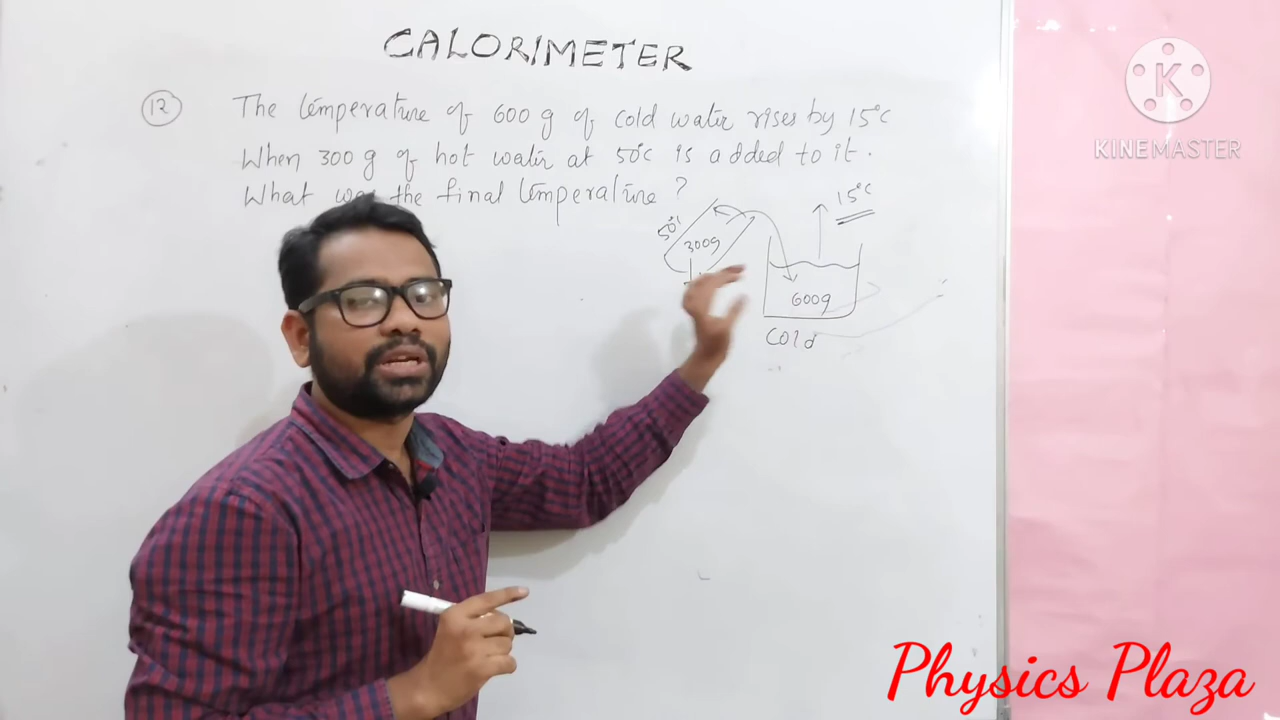 CALORIMETER
12 The temperature of 600 g of cold water rises by 15°C
When 300 g of hot water at 50°C is added to it.
What was the final temperature ?
15°C
50°C
300g
600g
Cold
KINEMASTER
Physics Plaza